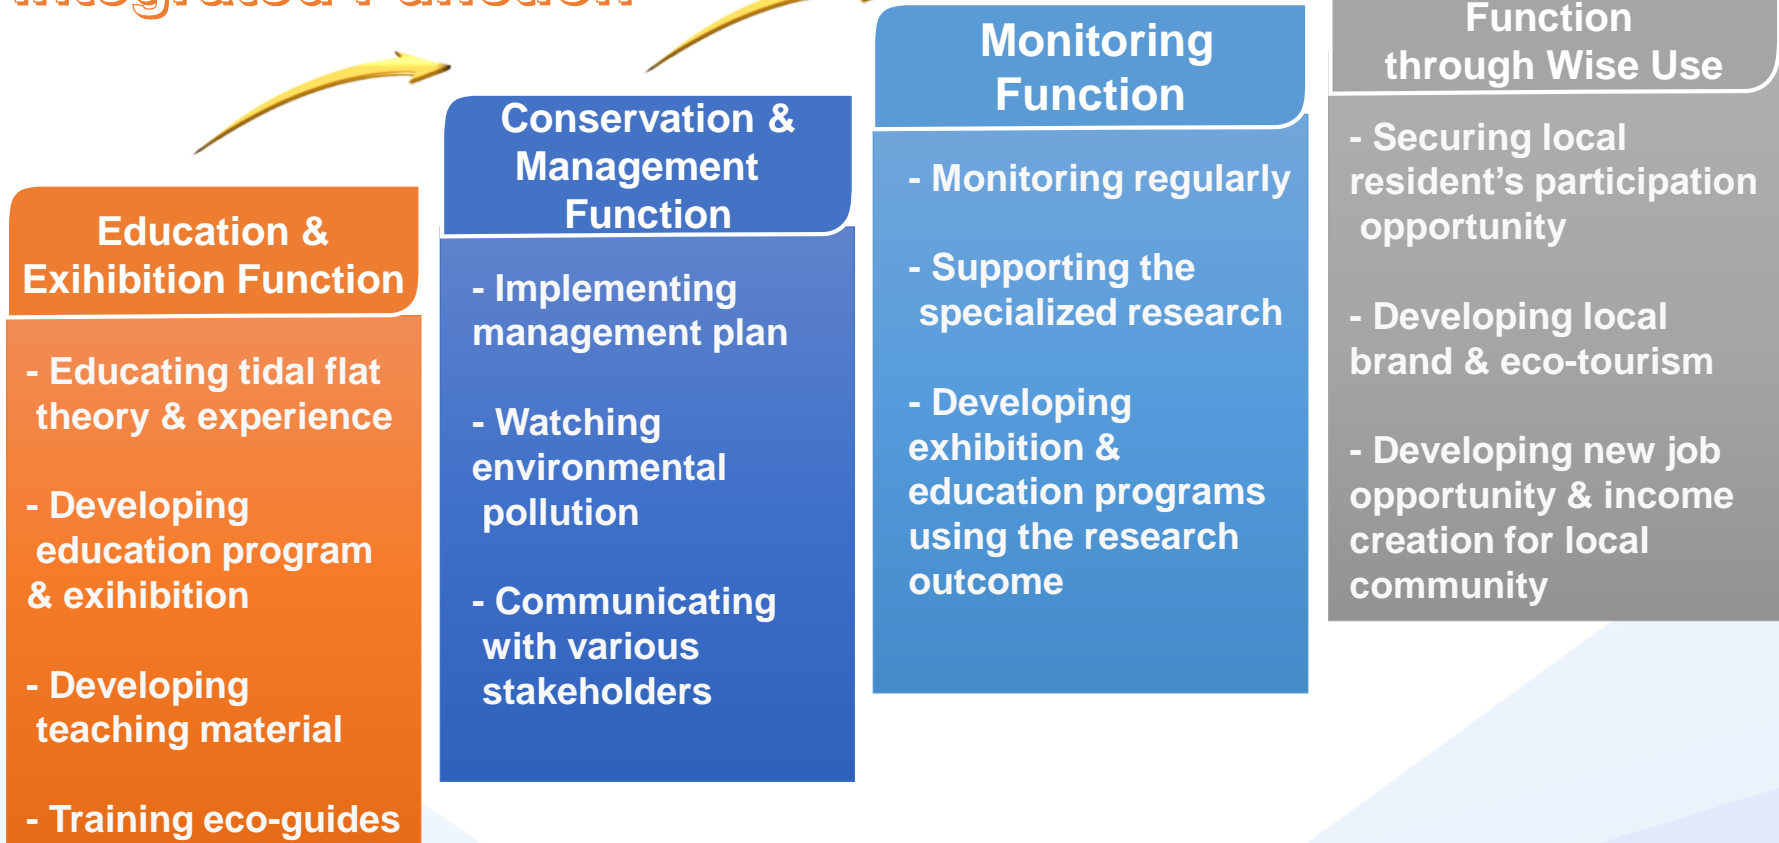 Integrated Function
Education &
Exihibition Function
- Educating tidal flat
theory & experience
- Developing
education program
& exihibition
- Developing
teaching material
- Training eco-guides
Conservation &
Management
Function
- Implementing
management plan
- Watching
environmental
pollution
- Communicating
with various
stakeholders
Monitoring
Function
- Monitoring regularly
- Supporting the
specialized research
- Developing
exhibition &
education programs
using the research
outcome
Function
through Wise Use
- Securing local
resident’s participation
opportunity
- Developing local
brand & eco-tourism
- Developing new job
opportunity & income
creation for local
community